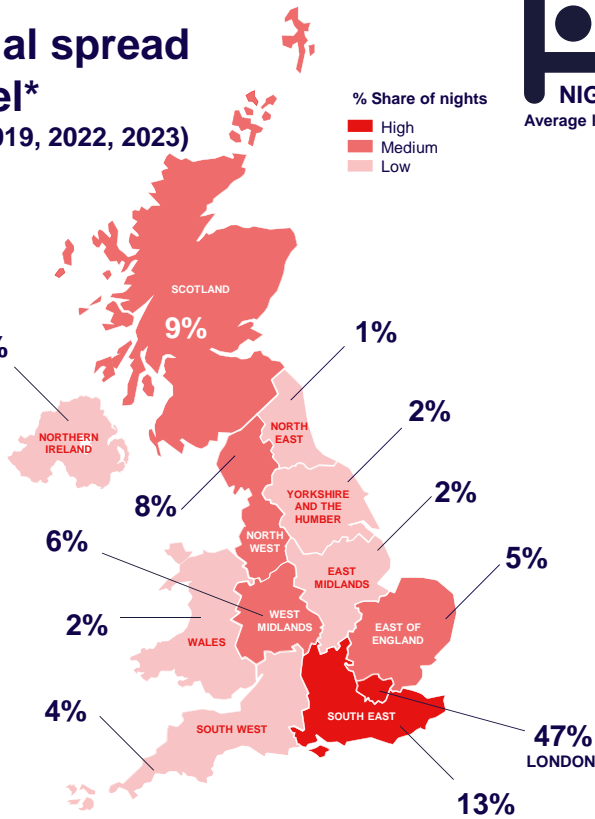 al spread
el*
019, 2022, 2023)
% Share of nights
High
Medium
Low
NIG
Average
SCOTLAND
9%
1%
%
NORTHERN
IRELAND
NORTH
EAST
2%
YORKSHIRE
AND THE
HUMBER
2%
8%
NORTH
WEST
6%
EAST
MIDLANDS
5%
WEST
MIDLANDS
EAST OF
ENGLAND
2%
WALES
4%
SOUTH WEST
SOUTH EAST
47%
LONDON
13%